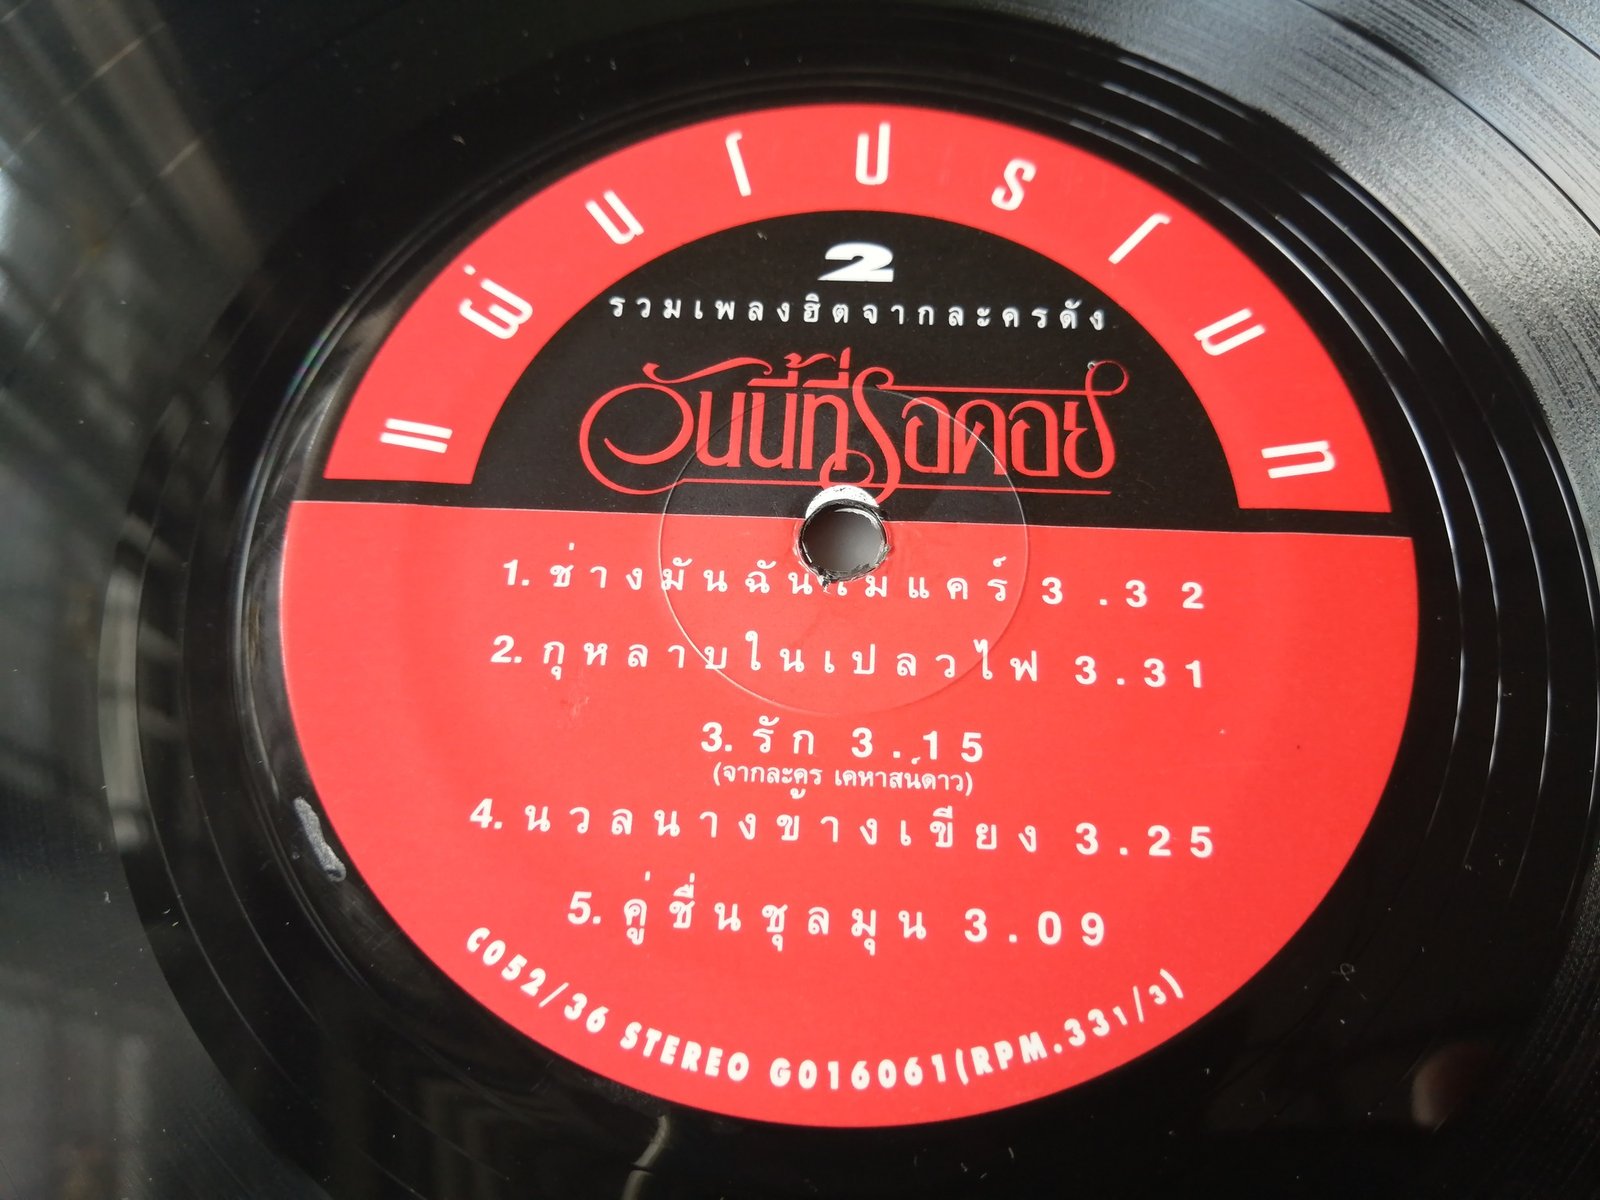 แผ่นโปรโมท
2
รวมเพลงฮิตจากละครดัง
วันนี้ที่รอคอย
1. ช่างมันฉันไม่แคร์ 3.32
2. กุหลาบในเปลวไฟ 3.31
3. รัก 3.15
(จากละคร เคหาสน์ดาว)
4. นวลนางข้างเขียง 3.25
5. คู่ชื่นชุลมุน 3.09
C052/36 STEREO G016061(RPM.331/3)